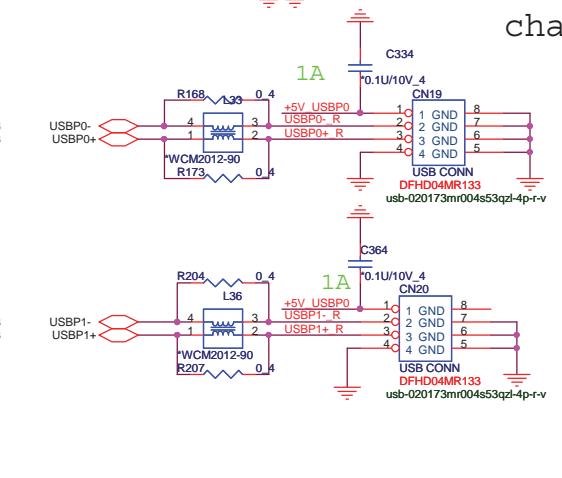 cha
C334
1A
*0.1U/10V_4
R168 0_4 CN19
L33
+5V_USBP0 1 1 GND 8
USBP0- 4 3 USBP0-_R 2 2 GND 7
USBP0+ 1 2 USBP0+_R 3 3 GND 6
4 4 GND 5
*WCM2012-90
R173 0_4 USB CONN
DFHD04MR133
usb-020173mr004s53qzl-4p-r-v
C364
1A *0.1U/10V_4
R204 0_4 CN20
L36
+5V_USBP0 1 1 GND 8
USBP1- 4 3 USBP1-_R 2 2 GND 7
USBP1+ 1 2 USBP1+_R 3 3 GND 6
4 4 GND 5
*WCM2012-90
R207 0_4 USB CONN
DFHD04MR133
usb-020173mr004s53qzl-4p-r-v